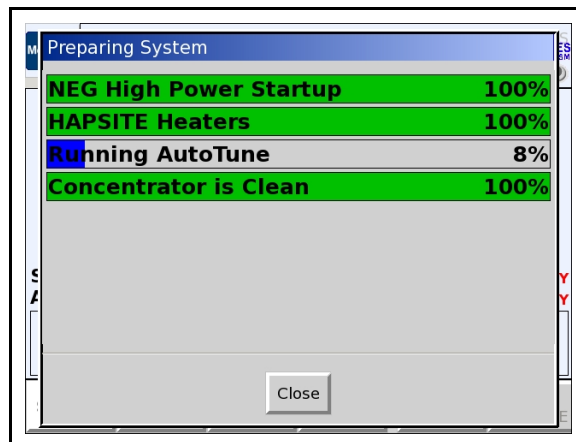 Preparing System
NEG High Power Startup 100%
HAPSITE Heaters 100%
Running AutoTune 8%
Concentrator is Clean 100%
Close